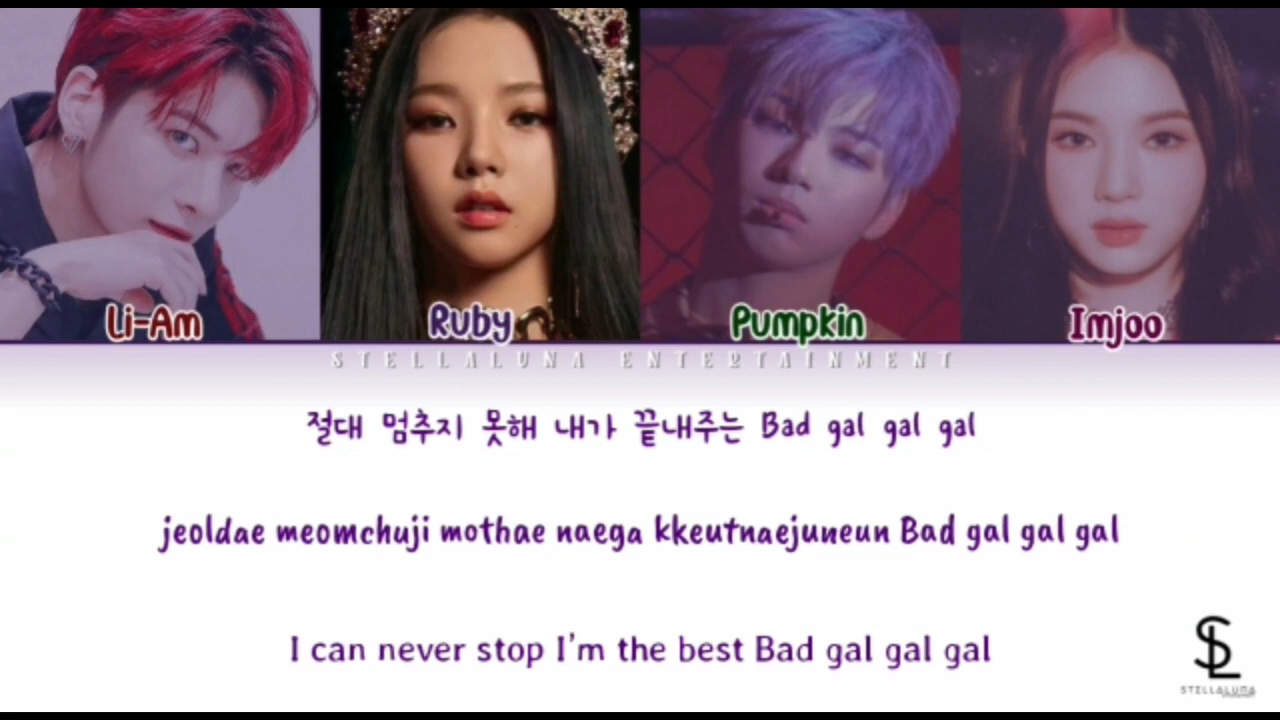 Li-Am
Ruby
Pumpkin
Imjoo
STELLALUNA ENTERTAINMENT
절대 멈추지 못해 내가 끝내주는 Bad gal gal gal
jeoldae meomchuji mothae naega kkeutnaejuneun Bad gal gal gal
I can never stop I'm the best Bad gal gal gal
SL
STELLALUNA